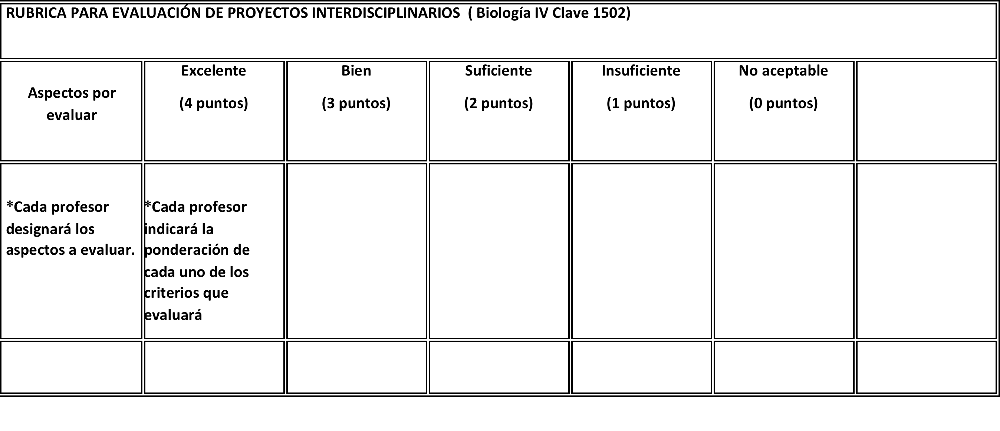 RUBRICA PARA EVALUACIÓN DE PROYECTOS INTERDISCIPLINARIOS ( Biología IV Clave 1502)
Aspectos por
evaluar
Excelente
(4 puntos)
Bien
(3 puntos)
Suficiente
(2 puntos)
Insuficiente
(1 puntos)
No aceptable
(0 puntos)
*Cada profesor
designará los
aspectos a evaluar.
*Cada profesor
indicará la
ponderación de
cada uno de los
criterios que
evaluará